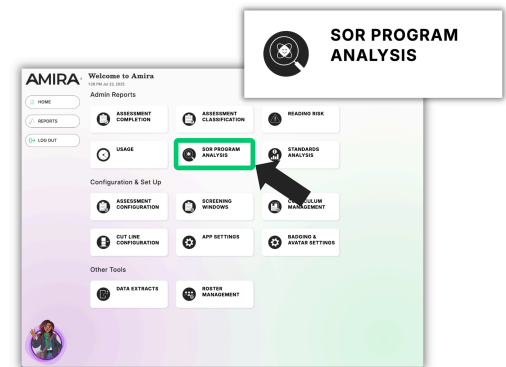 SOR PROGRAM
ANALYSIS
AMIRA
Welcome to Amira
Admin Reports
HOME
REPORTS
LOG OUT
ASSESSMENT
COMPLETION
ASSESSMENT
CLASSIFICATION
READING RISK
USAGE
SOR PROGRAM
ANALYSIS
STANDARDS
ANALYSIS
Configuration & Set Up
ASSESSMENT
CONFIGURATION
SCREENING
WINDOWS
MANAGEMENT
CUT LINE
CONFIGURATION
APP SETTINGS
BADGING &
AVATAR SETTINGS
Other Tools
DATA EXTRACTS
ROSTER
MANAGEMENT